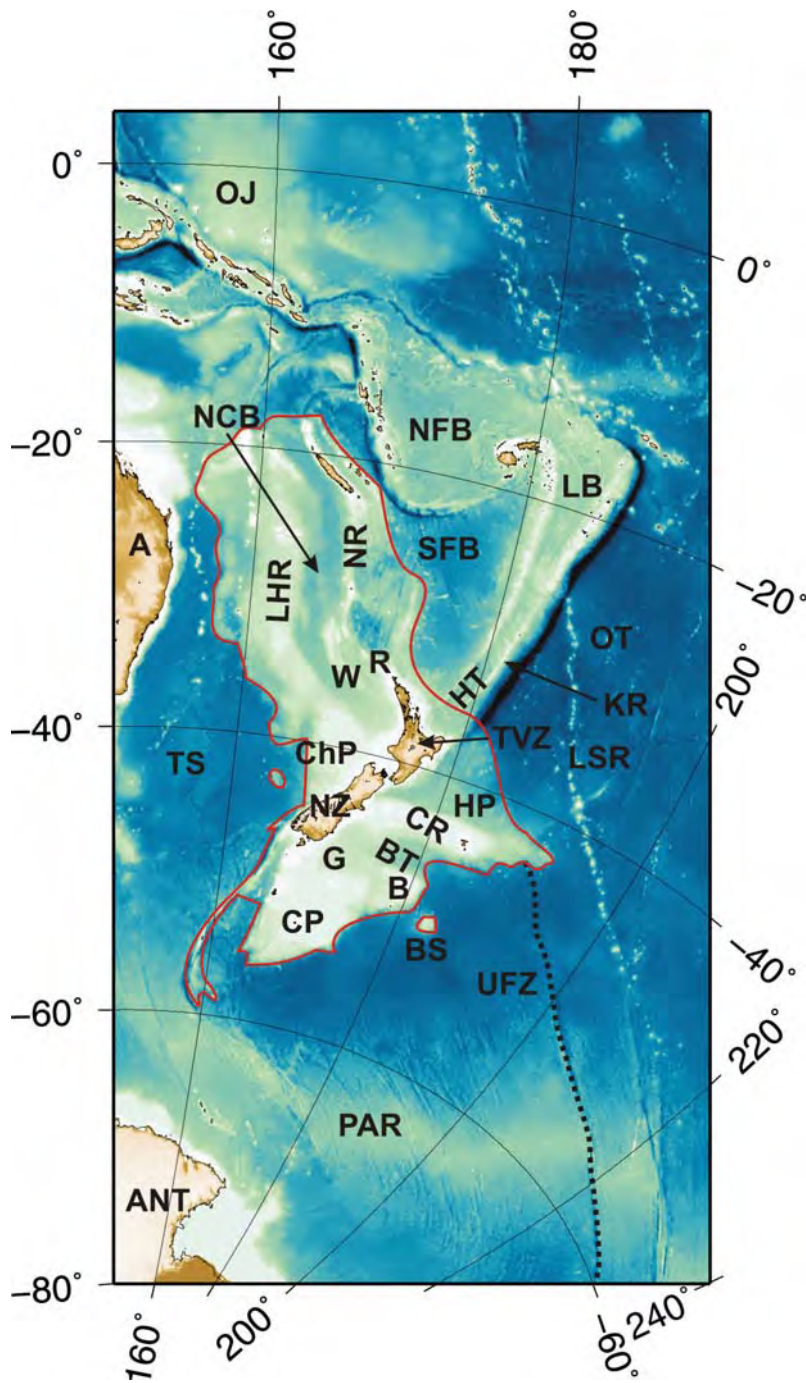 160°
180°
0°
OJ
0°
NCB
-20°
NFB
LB
A
NR
SFB
LHR
-20°
OT
200°
R
W
HT
KR
-40°
TVZ
TS
ChP
LSR
NZ
HP
CR
G
BT
B
CP
BS
-40°
UFZ
-60°
220°
PAR
ANT
-80°
160°
200°
-60°
240°